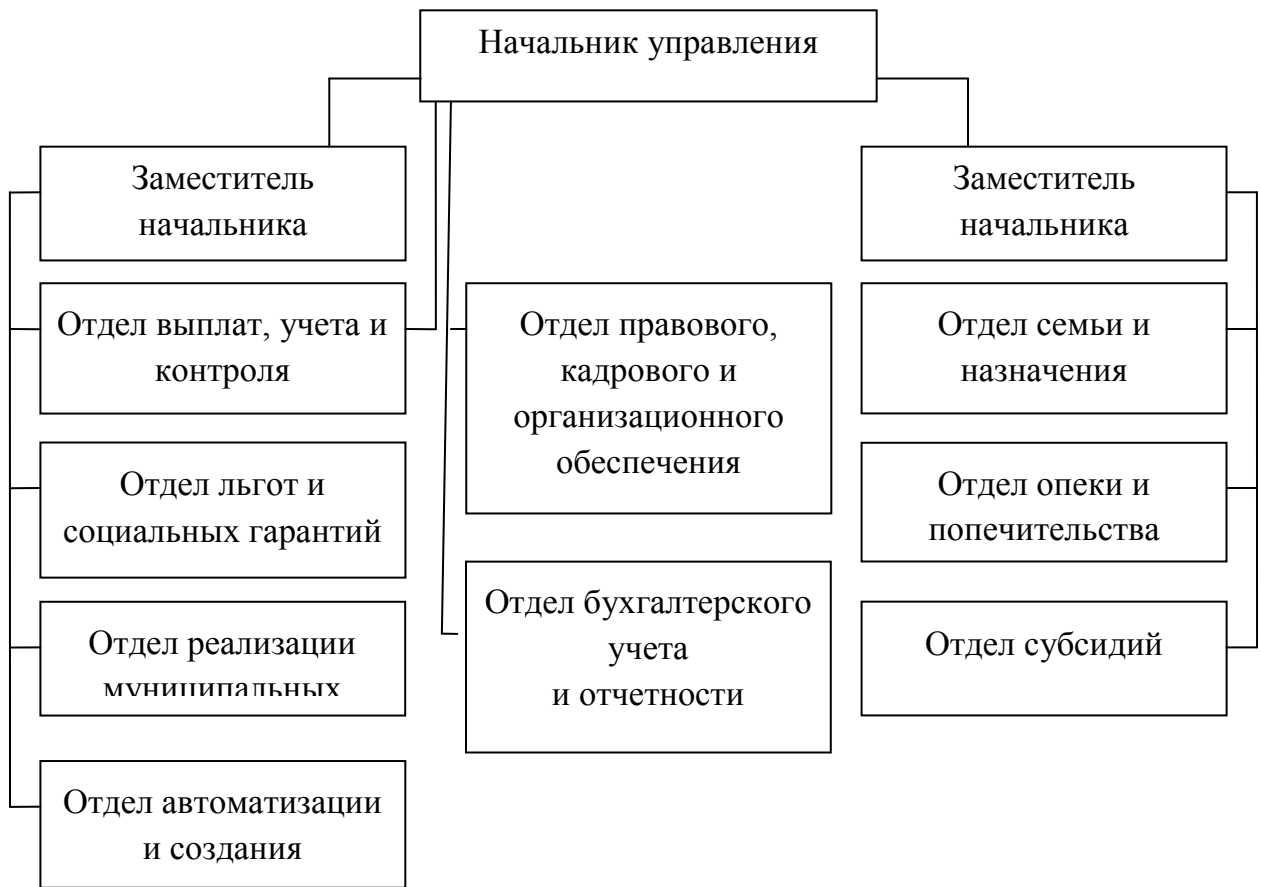 Начальник управления
Заместитель
начальника
Заместитель
начальника
Отдел выплат, учета и
контроля
Отдел правового,
кадрового и
организационного
обеспечения
Отдел семьи и
назначения
Отдел льгот и
социальных гарантий
Отдел опеки и
попечительства
Отдел реализации
муниципальных
Отдел бухгалтерского
учета
и отчетности
Отдел субсидий
Отдел автоматизации
и создания